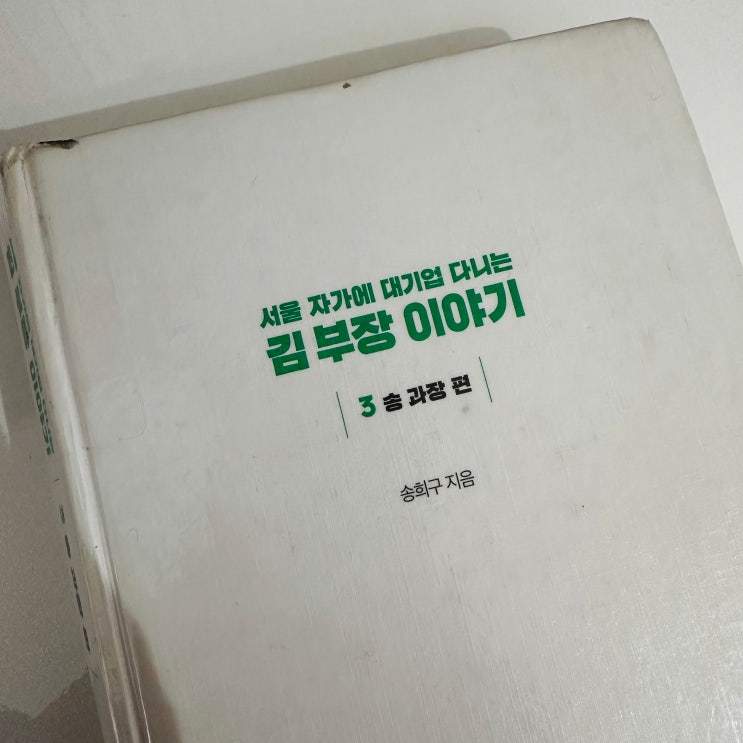 서울 자가에 대기업 다니는
김 부장 이야기
3 송 과장 편
송희구 지음